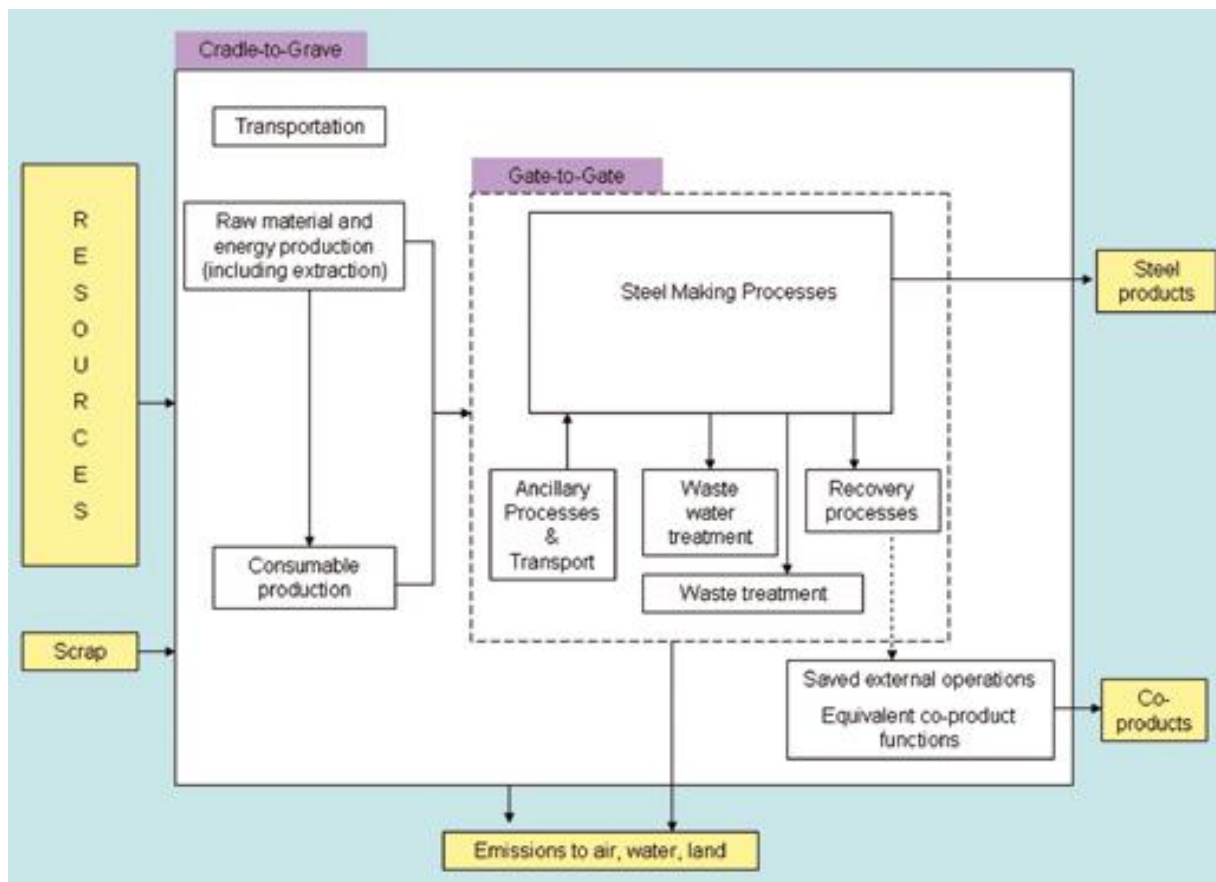 Cradle-to-Grave
Transportation
Gate-to-Gate
RESOURCES
Raw material and
energy production
(including extraction)
Steel Making Processes
Steel
products
Ancillary
Processes
&
Transport
Waste
water
treatment
Recovery
processes
Consumable
production
Waste treatment
Scrap
Saved external operations
Equivalent co-product
functions
Co-
products
Emissions to air, water, land